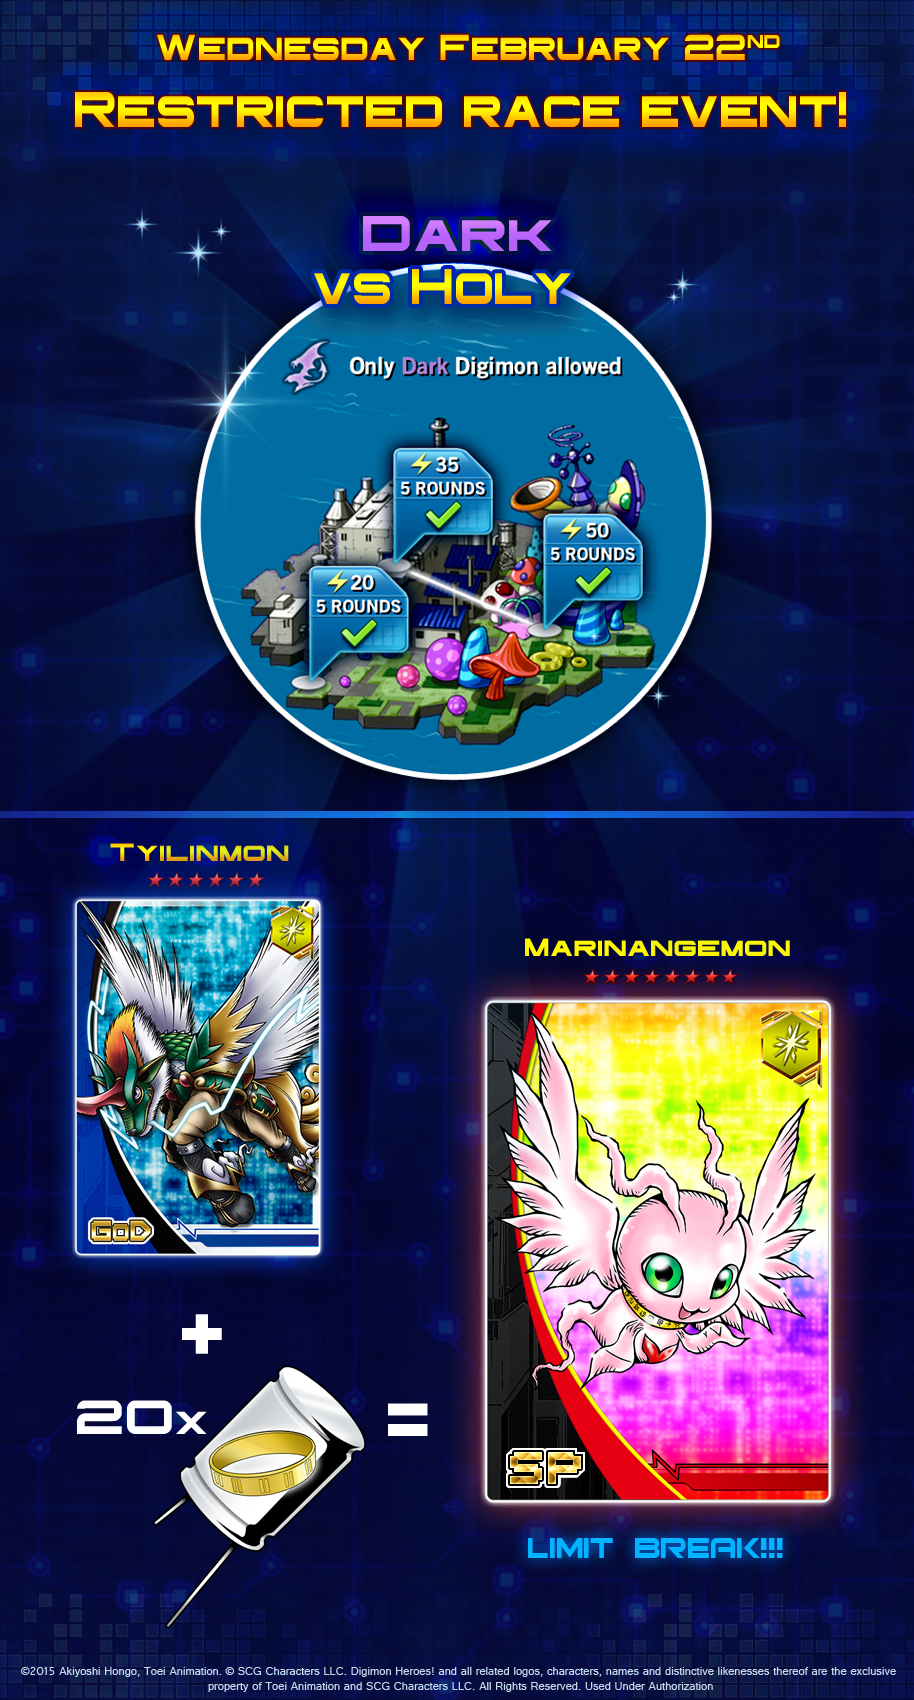 Wednesday February 22nd
Restricted race event!
Dark
vs Holy
Only Dark Digimon allowed
35
5 ROUNDS
50
5 ROUNDS
20
5 ROUNDS
Tyilinmon
GoD
Marinangemon
SP
+
20x
=
LIMIT BREAK!!!
©2015 Akiyoshi Hongo, Toei Animation. © SCG Characters LLC. Digimon Heroes! and all related logos, characters, names and distinctive likenesses thereof are the exclusive
property of Toei Animation and SCG Characters LLC. All Rights Reserved. Used Under Authorization